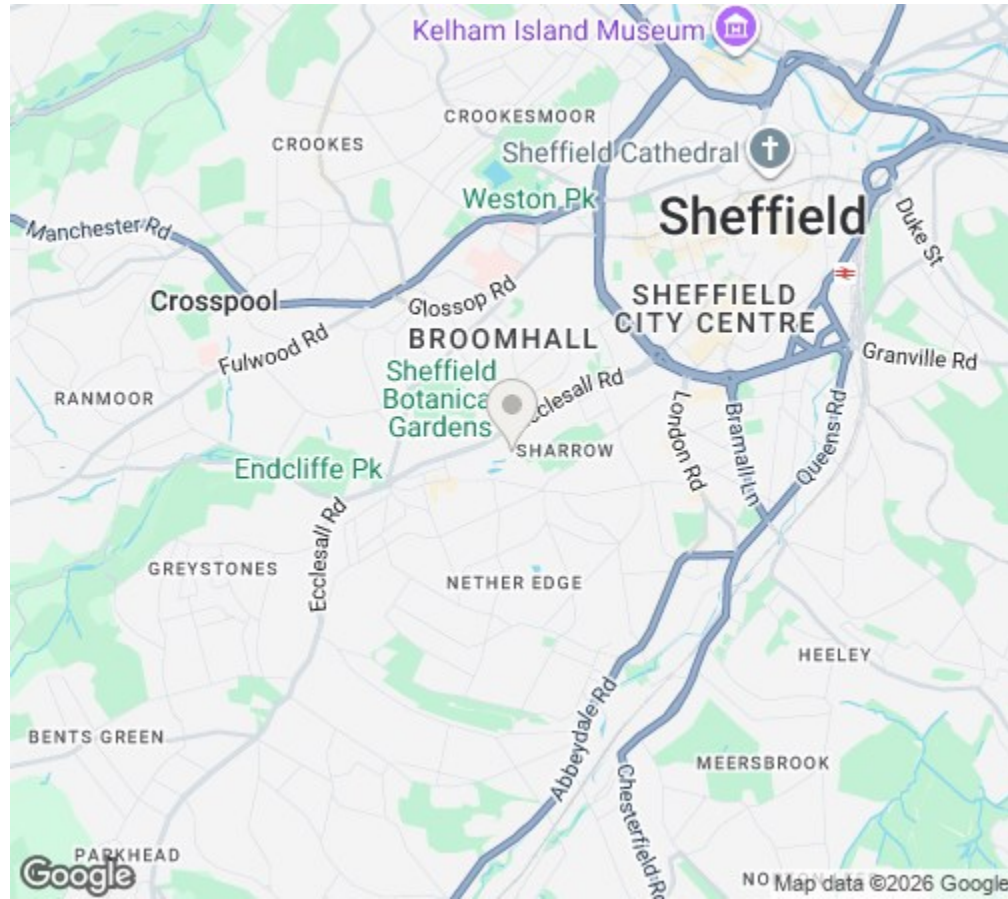 Kelham Island Museum
CROOKESMOOR
CROOKES
Sheffield Cathedral
Weston Pk
Sheffield
Duke St
Manchester Rd
Crosspool
Glossop Rd
SHEFFIELD
CITY CENTRE
Fulwood Rd
BROOMHALL
Granville Rd
Sheffield
Botanica
Gardens
Ecclesall Rd
RANMOOR
London Rd
Bramall Ln
Queens Rd
SHARROW
Endcliffe Pk
Ecclesall Rd
GREYSTONES
NETHER EDGE
HEELEY
Abbeydale Rd
BENTS GREEN
MEERSBROOK
Chesterfield Rd
PARKHEAD
Google
Map data ©2026 Google